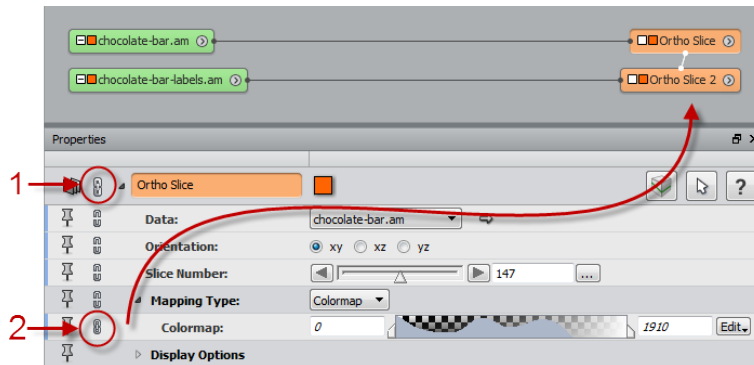 chocolate-bar.am
Ortho Slice
chocolate-bar-labels.am
Ortho Slice 2
Properties
1
Ortho Slice
?
Data:
chocolate-bar.am
Orientation:
xy
xz
yz
Slice Number:
147
...
Mapping Type:
Colormap
2
Colormap:
0
1910
Edit
Display Options